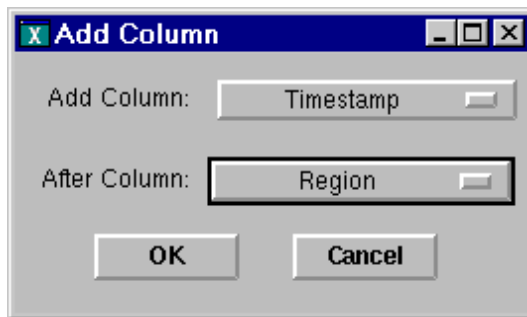 X Add Column
Add Column: Timestamp
After Column: Region
OK Cancel